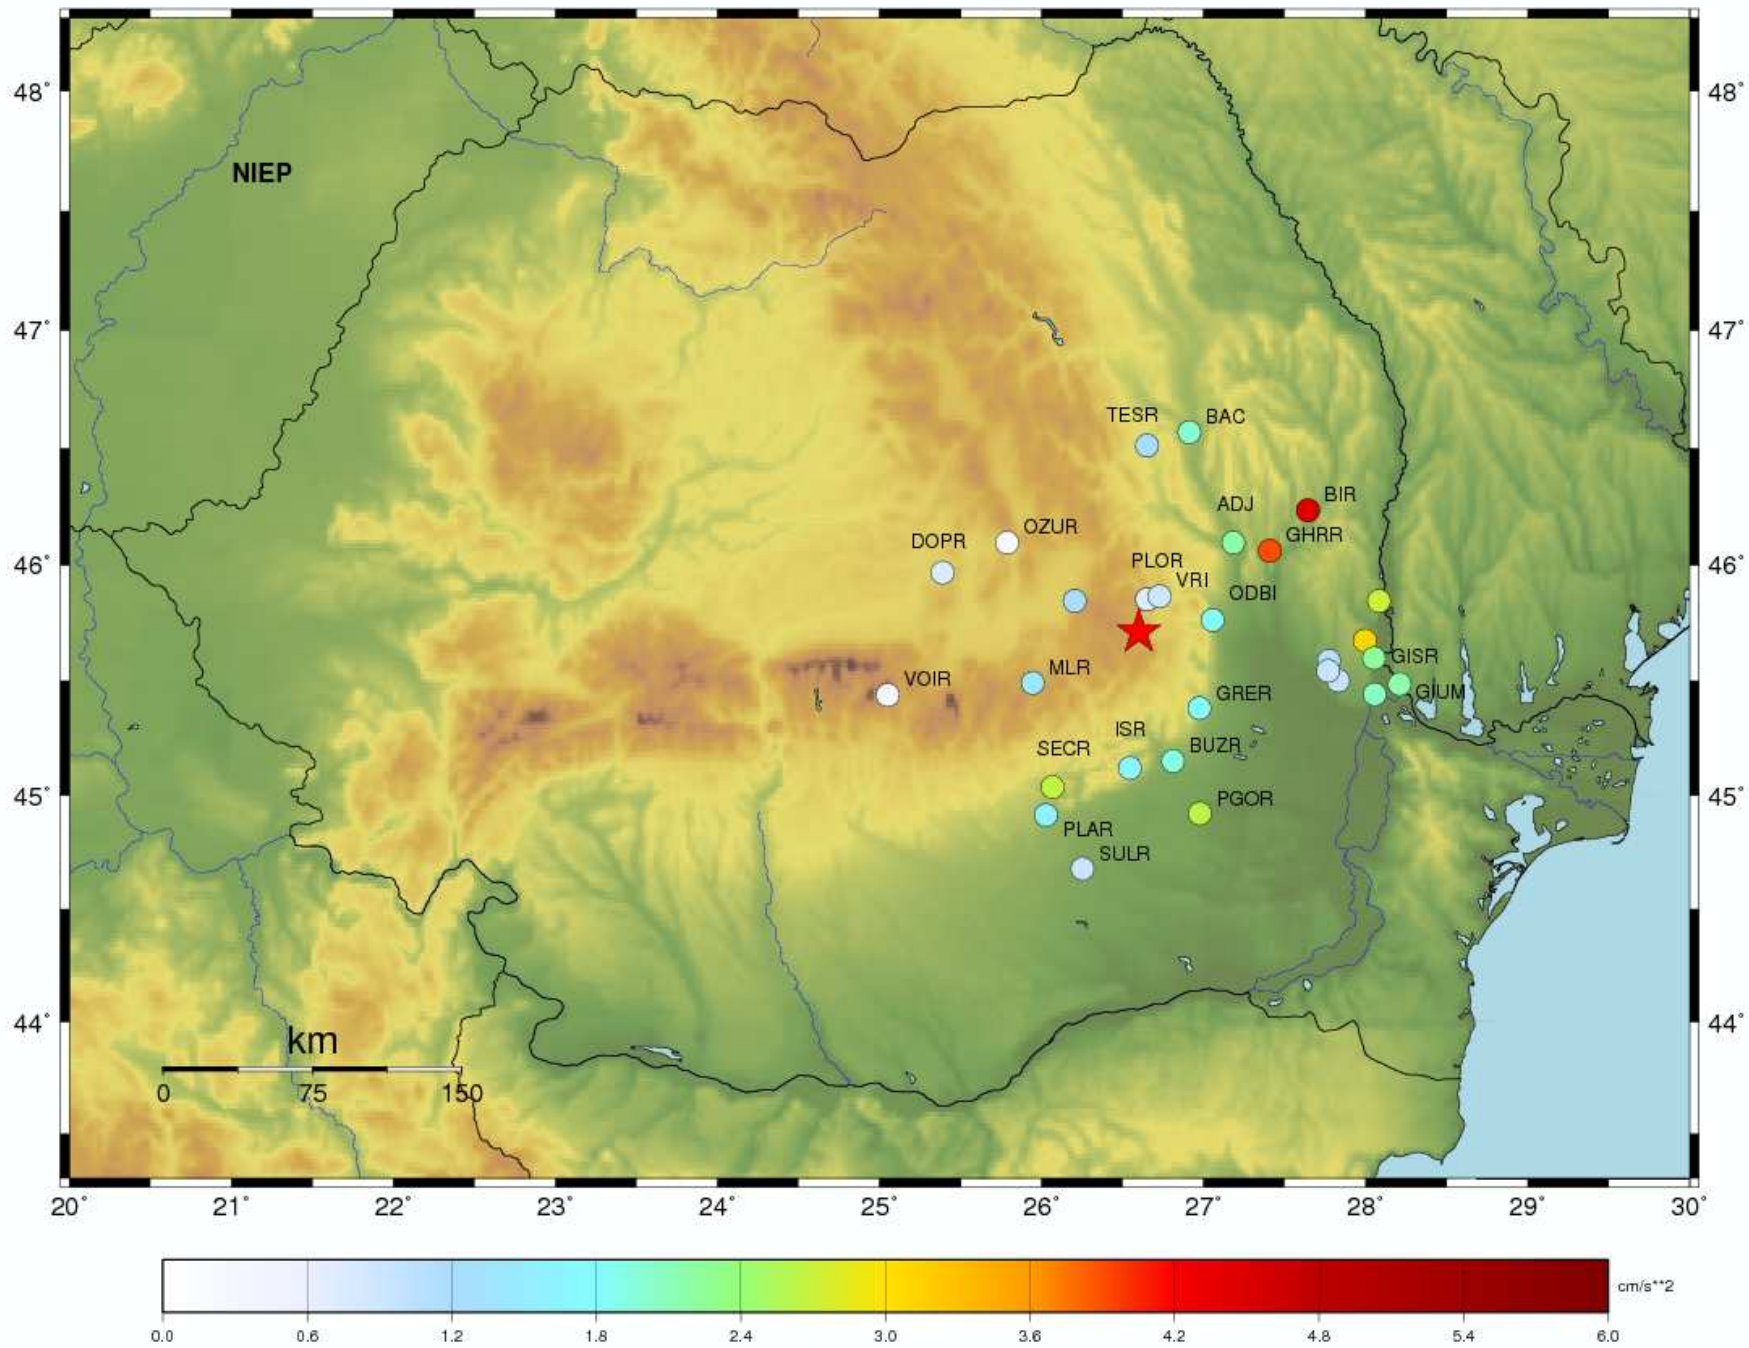 48°
48°
NIEP
47°
47°
TESR
BAC
BIR
ADJ
OZUR
GHRR
DOPR
46°
PLOR
46°
VRI
ODBI
GISR
MLR
VOIR
GRER
GIUM
ISR
SECR
BUZR
45°
PGOR
45°
PLAR
SULR
44°
44°
km
0 75 150
20° 21° 22° 23° 24° 25° 26° 27° 28° 29° 30°
cm/s**2
0.0 0.6 1.2 1.8 2.4 3.0 3.6 4.2 4.8 5.4 6.0